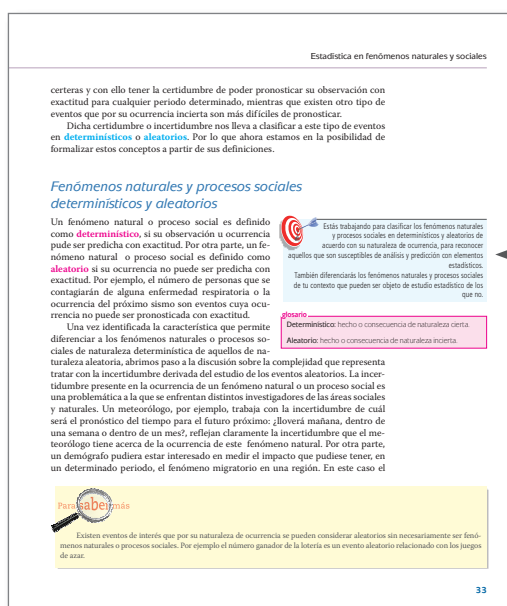 Estadística en fenómenos naturales y sociales
certeras y con ello tener la certidumbre de poder pronosticar su observación con
exactitud para cualquier periodo determinado, mientras que existen otro tipo de
eventos que por su ocurrencia incierta son más difíciles de pronosticar.
Dicha certidumbre o incertidumbre nos lleva a clasificar a este tipo de eventos
en determinísticos o aleatorios. Por lo que ahora estamos en la posibilidad de
formalizar estos conceptos a partir de sus definiciones.
Fenómenos naturales y procesos sociales
determinísticos y aleatorios
Un fenómeno natural o proceso social es definido
como determinístico, si su observación u ocurrencia
pude ser predicha con exactitud. Por otra parte, un fe-
nómeno natural o proceso social es definido como
aleatorio si su ocurrencia no puede ser predicha con
exactitud. Por ejemplo, el número de personas que se
contagiarán de alguna enfermedad respiratoria o la
ocurrencia del próximo sismo son eventos cuya ocu-
rrencia no puede ser pronosticada con exactitud.
Una vez identificada la característica que permite
diferenciar a los fenómenos naturales o procesos so-
ciales de naturaleza determinística de aquellos de na-
turaleza aleatoria, abrimos paso a la discusión sobre la complejidad que representa
tratar con la incertidumbre derivada del estudio de los eventos aleatorios. La incer-
tidumbre presente en la ocurrencia de un fenómeno natural o un proceso social es
una problemática a la que se enfrentan distintos investigadores de las áreas sociales
y naturales. Un meteorólogo, por ejemplo, trabaja con la incertidumbre de cuál
será el pronóstico del tiempo para el futuro próximo: ¿lloverá mañana, dentro de
una semana o dentro de un mes?, reflejan claramente la incertidumbre que el me-
teorólogo tiene acerca de la ocurrencia de este fenómeno natural. Por otra parte,
un demógrafo pudiera estar interesado en medir el impacto que pudiese tener, en
un determinado periodo, el fenómeno migratorio en una región. En este caso el
Estás trabajando para clasificar los fenómenos naturales
y procesos sociales en determinísticos y aleatorios de
acuerdo con su naturaleza de ocurrencia, para reconocer
aquellos que son susceptibles de análisis y predicción con elementos
estadísticos.
También diferenciarás los fenómenos naturales y procesos sociales
de tu contexto que pueden ser objeto de estudio estadístico de los
que no.
glosario
Determinístico: hecho o consecuencia de naturaleza cierta.
Aleatorio: hecho o consecuencia de naturaleza incierta.
Para saber más
Existen eventos de interés que por su naturaleza de ocurrencia se pueden considerar aleatorios sin necesariamente ser fenó-
menos naturales o procesos sociales. Por ejemplo el número ganador de la lotería es un evento aleatorio relacionado con los juegos
de azar.
33